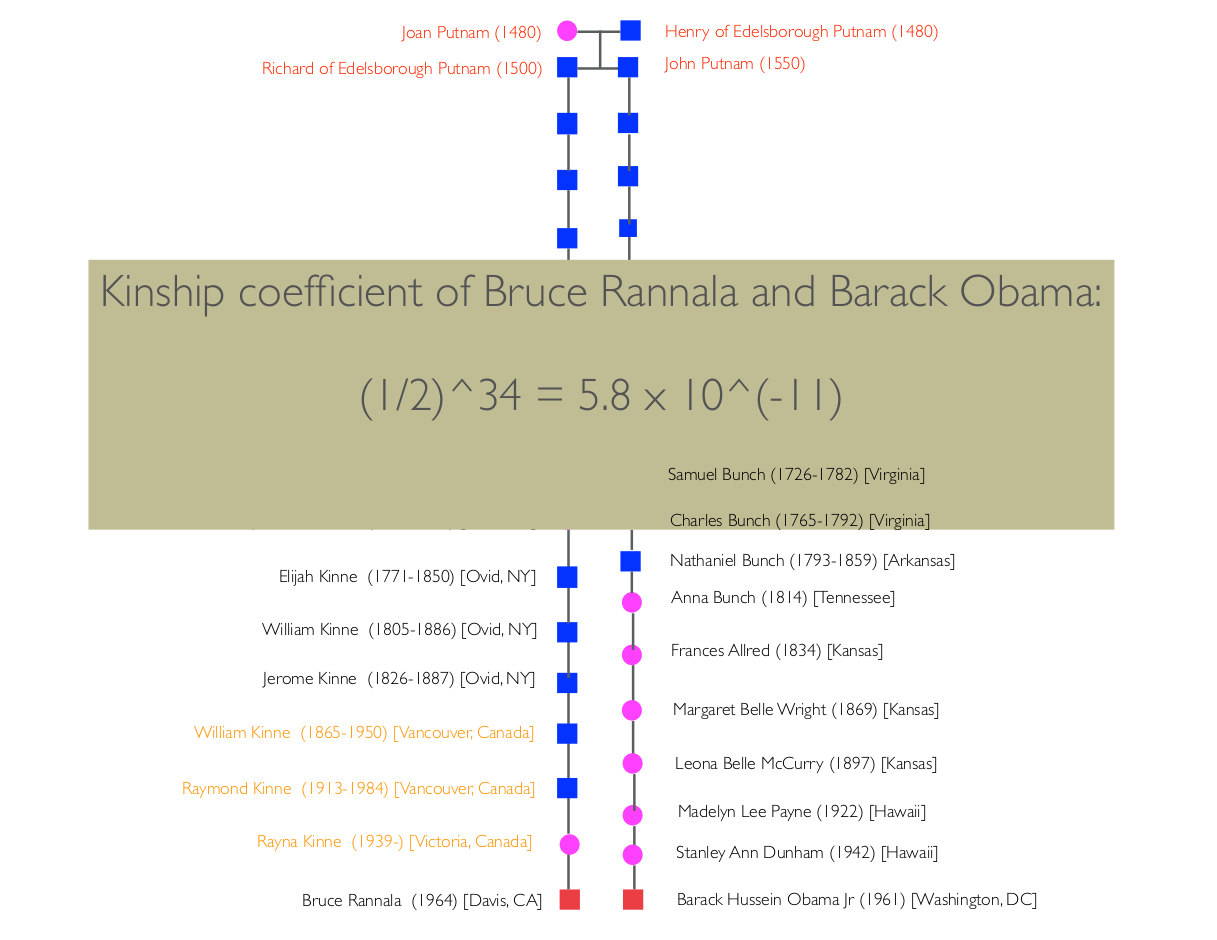 Joan Putnam (1480)
Henry of Edelsborough Putnam (1480)
Richard of Edelsborough Putnam (1500)
John Putnam (1550)
Kinship coefficient of Bruce Rannala and Barack Obama:
(1/2)^34 = 5.8 x 10^(-11)
Samuel Bunch (1726-1782) [Virginia]
Charles Bunch (1765-1792) [Virginia]
Nathaniel Bunch (1793-1859) [Arkansas]
Elijah Kinne (1771-1850) [Ovid, NY]
Anna Bunch (1814) [Tennessee]
William Kinne (1805-1886) [Ovid, NY]
Frances Allred (1834) [Kansas]
Jerome Kinne (1826-1887) [Ovid, NY]
Margaret Belle Wright (1869) [Kansas]
William Kinne (1865-1950) [Vancouver, Canada]
Leona Belle McCurry (1897) [Kansas]
Raymond Kinne (1913-1984) [Vancouver, Canada]
Madelyn Lee Payne (1922) [Hawaii]
Rayna Kinne (1939-) [Victoria, Canada]
Stanley Ann Dunham (1942) [Hawaii]
Bruce Rannala (1964) [Davis, CA]
Barack Hussein Obama Jr (1961) [Washington, DC]